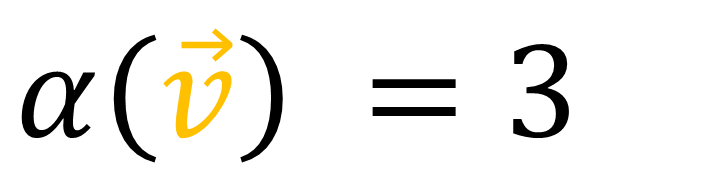 α(v⃗) = 3